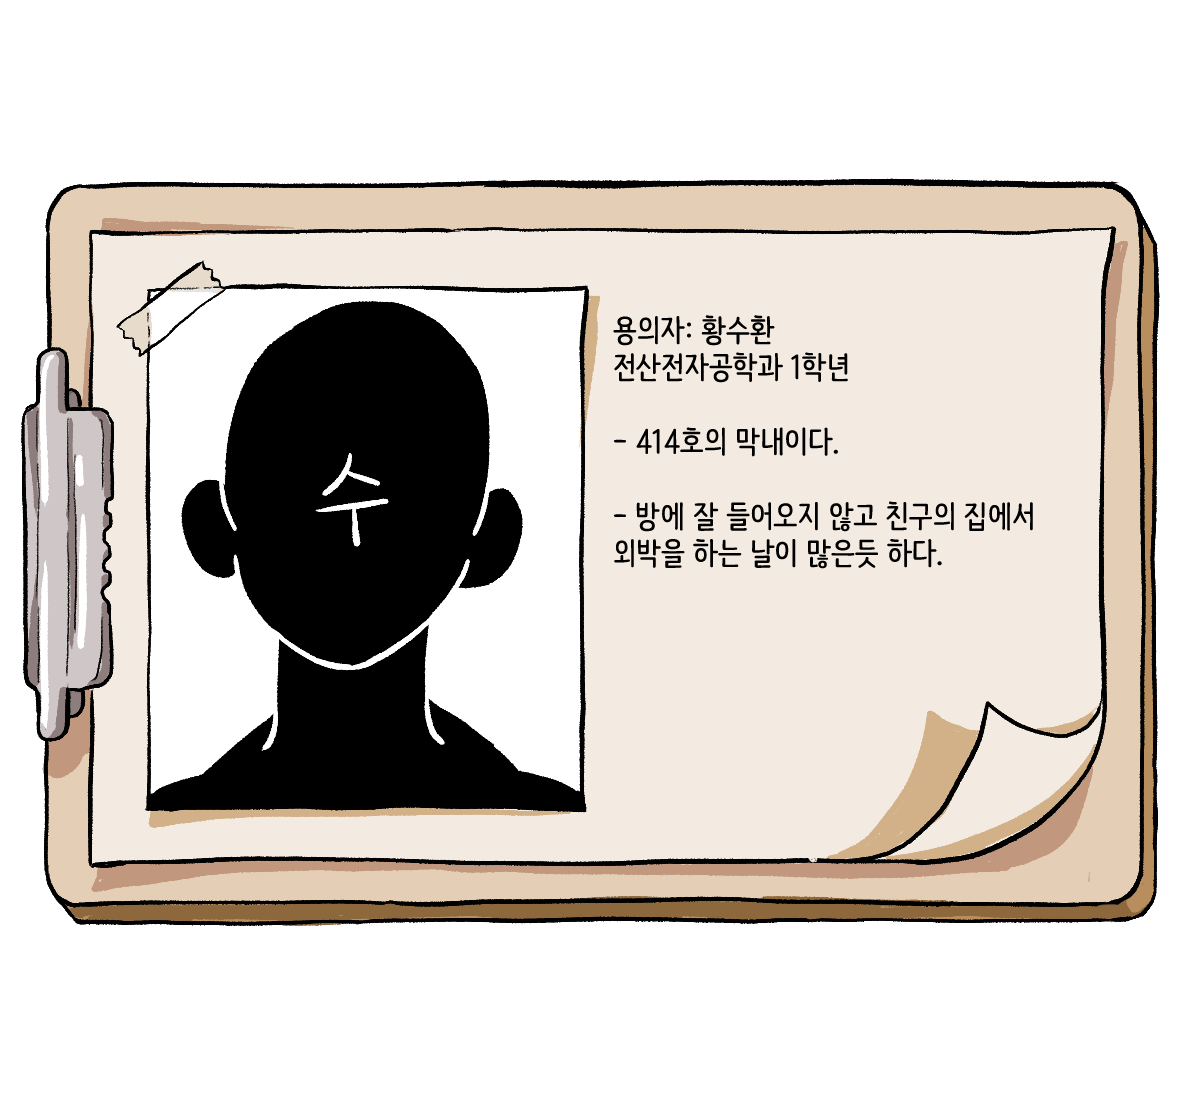 수
용의자: 황수환
전산전자공학과 1학년
- 414호의 막내이다.
- 방에 잘 들어오지 않고 친구의 집에서
외박을 하는 날이 많은듯 하다.